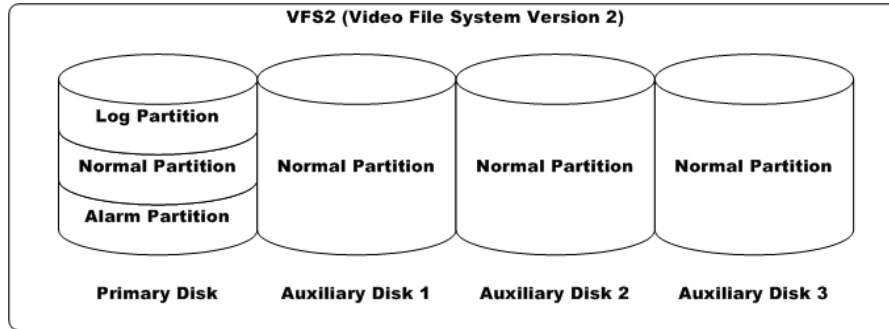 VFS2 (Video File System Version 2)
Log Partition
Normal Partition
Alarm Partition
Normal Partition
Normal Partition
Normal Partition
Primary Disk
Auxiliary Disk 1
Auxiliary Disk 2
Auxiliary Disk 3